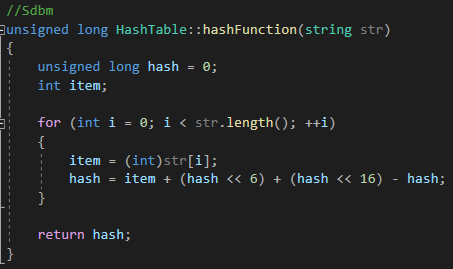 //Sdbm
unsigned long HashTable::hashFunction(string str)
{
    unsigned long hash = 0;
    int item;
    for (int i = 0; i < str.length(); ++i)
    {
        item = (int)str[i];
        hash = item + (hash << 6) + (hash << 16) - hash;
    }
    return hash;
}